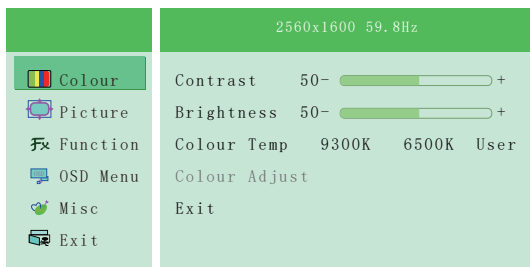 2560x1600 59.8Hz
Colour
Picture
Function
OSD Menu
Misc
Exit
Contrast 50- +
Brightness 50- +
Colour Temp 9300K 6500K User
Colour Adjust
Exit